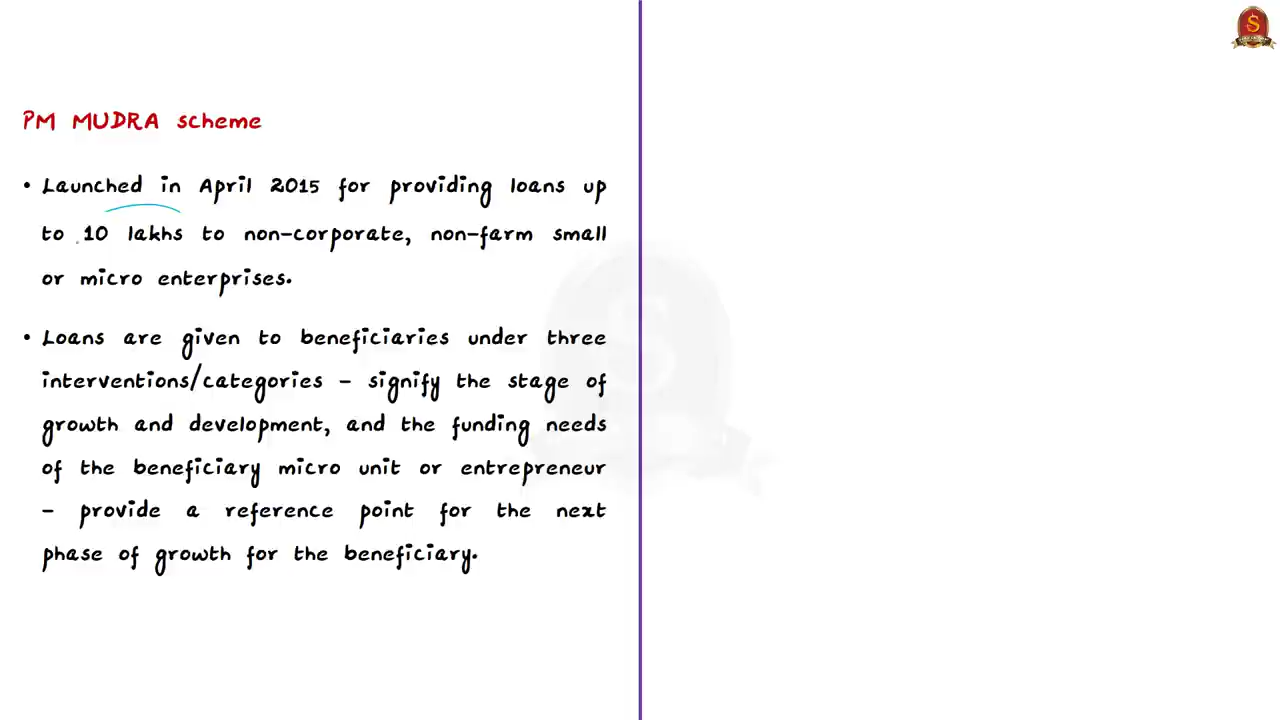 PM MUDRA scheme
• Launched in April 2015 for providing loans up
to 10 lakhs to non-corporate, non-farm small
or micro enterprises.
• Loans are given to beneficiaries under three
interventions/categories – signify the stage of
growth and development, and the funding needs
of the beneficiary micro unit or entrepreneur
– provide a reference point for the next
phase of growth for the beneficiary.
S